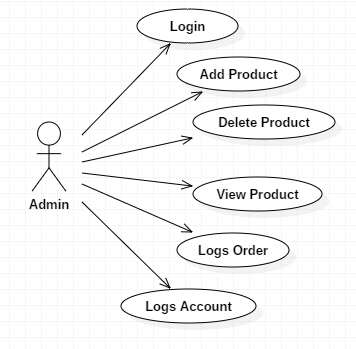 Login
Add Product
Delete Product
Admin
View Product
Logs Order
Logs Account